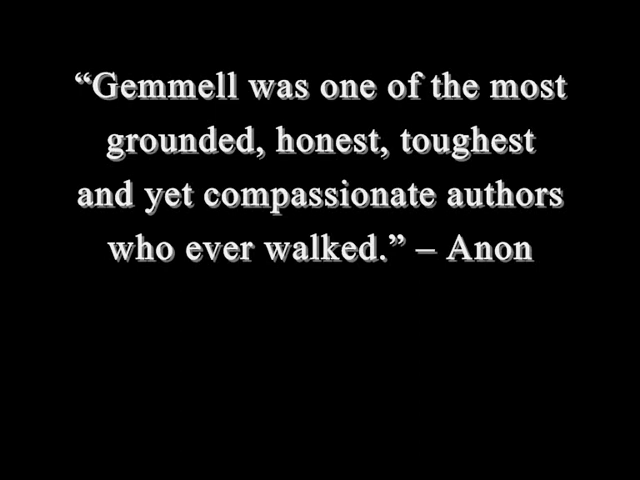 “Gemmell was one of the most
grounded, honest, toughest
and yet compassionate authors
who ever walked.” – Anon